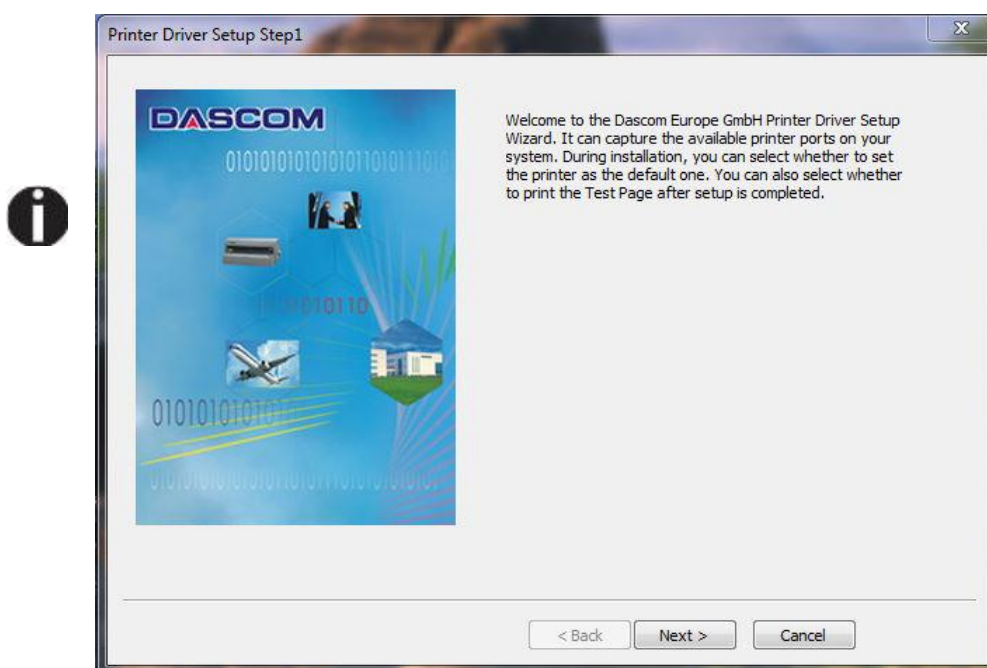 Printer Driver Setup Step1
DASCOM
Welcome to the Dascom Europe GmbH Printer Driver Setup
Wizard. It can capture the available printer ports on your
system. During installation, you can select whether to set
the printer as the default one. You can also select whether
to print the Test Page after setup is completed.
i
< Back
Next >
Cancel